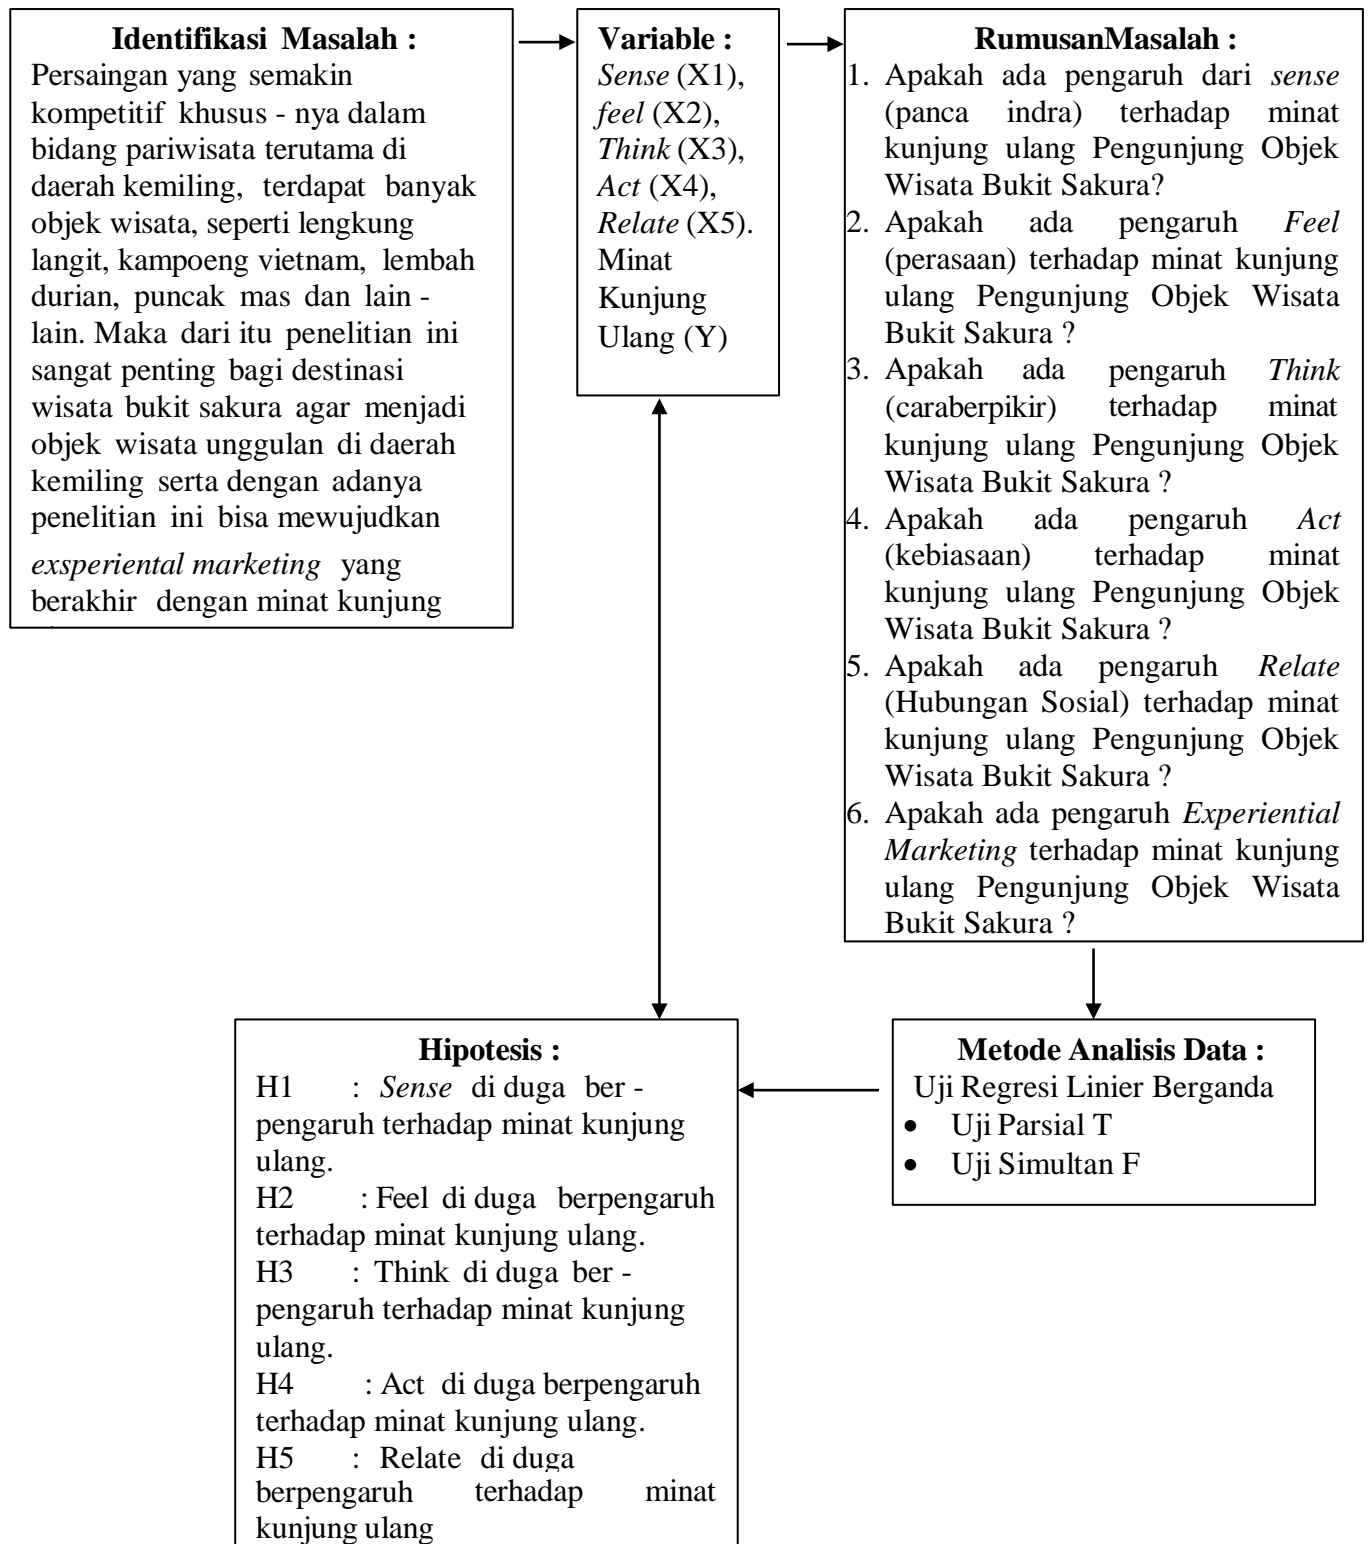 Identifikasi Masalah :
Persaingan yang semakin
kompetitif khusus - nya dalam
bidang pariwisata terutama di
daerah kemiling, terdapat banyak
objek wisata, seperti lengkung
langit, kampoeng vietnam, lembah
durian, puncak mas dan lain -
lain. Maka dari itu penelitian ini
sangat penting bagi destinasi
wisata bukit sakura agar menjadi
objek wisata unggulan di daerah
kemiling serta dengan adanya
penelitian ini bisa mewujudkan
exsperiental marketing yang
berakhir dengan minat kunjung
Variable :
Sense (X1),
feel (X2),
Think (X3),
Act (X4),
Relate (X5).
Minat
Kunjung
Ulang (Y)
RumusanMasalah :
1. Apakah ada pengaruh dari sense
(panca indra) terhadap minat
kunjung ulang Pengunjung Objek
Wisata Bukit Sakura?
2. Apakah ada pengaruh Feel
(perasaan) terhadap minat kunjung
ulang Pengunjung Objek Wisata
Bukit Sakura ?
3. Apakah ada pengaruh Think
(caraberpikir) terhadap minat
kunjung ulang Pengunjung Objek
Wisata Bukit Sakura ?
4. Apakah ada pengaruh Act
(kebiasaan) terhadap minat
kunjung ulang Pengunjung Objek
Wisata Bukit Sakura ?
5. Apakah ada pengaruh Relate
(Hubungan Sosial) terhadap minat
kunjung ulang Pengunjung Objek
Wisata Bukit Sakura ?
6. Apakah ada pengaruh Experiential
Marketing terhadap minat kunjung
ulang Pengunjung Objek Wisata
Bukit Sakura ?
Metode Analisis Data :
Uji Regresi Linier Berganda
• Uji Parsial T
• Uji Simultan F
Hipotesis :
H1 : Sense di duga ber -
pengaruh terhadap minat kunjung
ulang.
H2 : Feel di duga berpengaruh
terhadap minat kunjung ulang.
H3 : Think di duga ber -
pengaruh terhadap minat kunjung
ulang.
H4 : Act di duga berpengaruh
terhadap minat kunjung ulang.
H5 : Relate di duga
berpengaruh terhadap minat
kunjung ulang